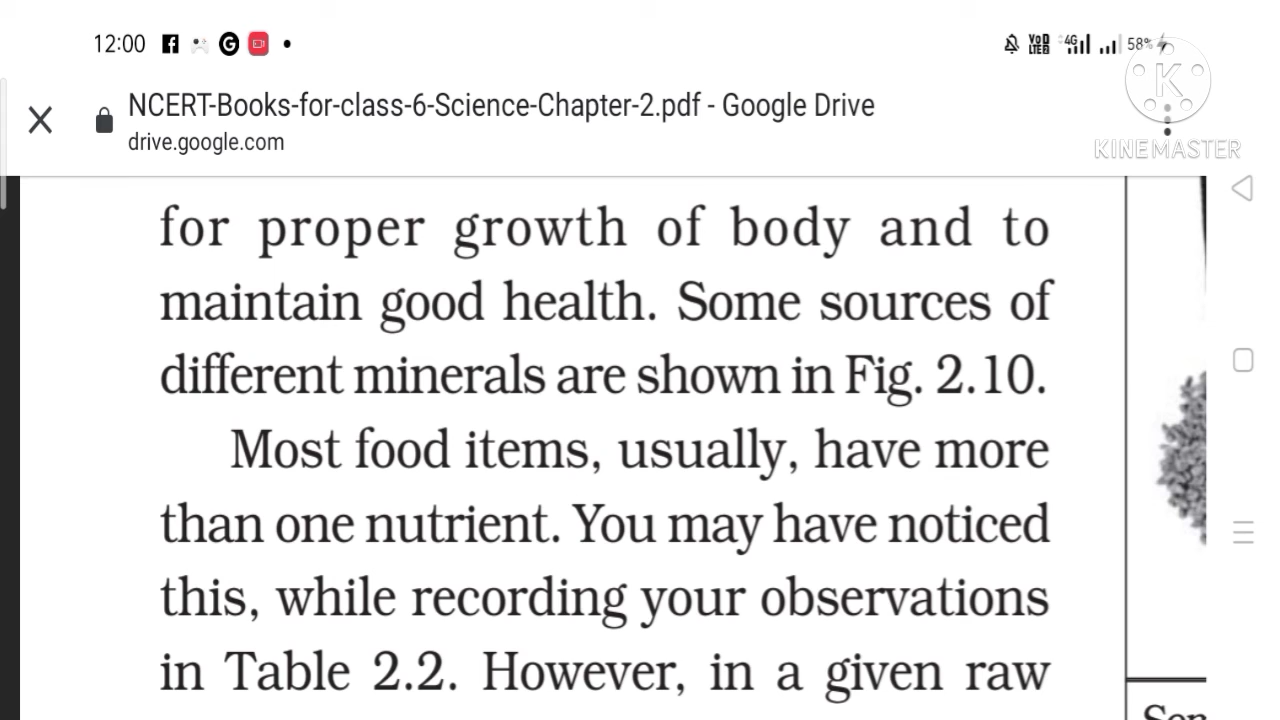 12:00 VoD LTE2 4G 58%
NCERT-Books-for-class-6-Science-Chapter-2.pdf - Google Drive
drive.google.com
K
KINEMASTER
for proper growth of body and to
maintain good health. Some sources of
different minerals are shown in Fig. 2.10.
Most food items, usually, have more
than one nutrient. You may have noticed
this, while recording your observations
in Table 2.2. However, in a given raw